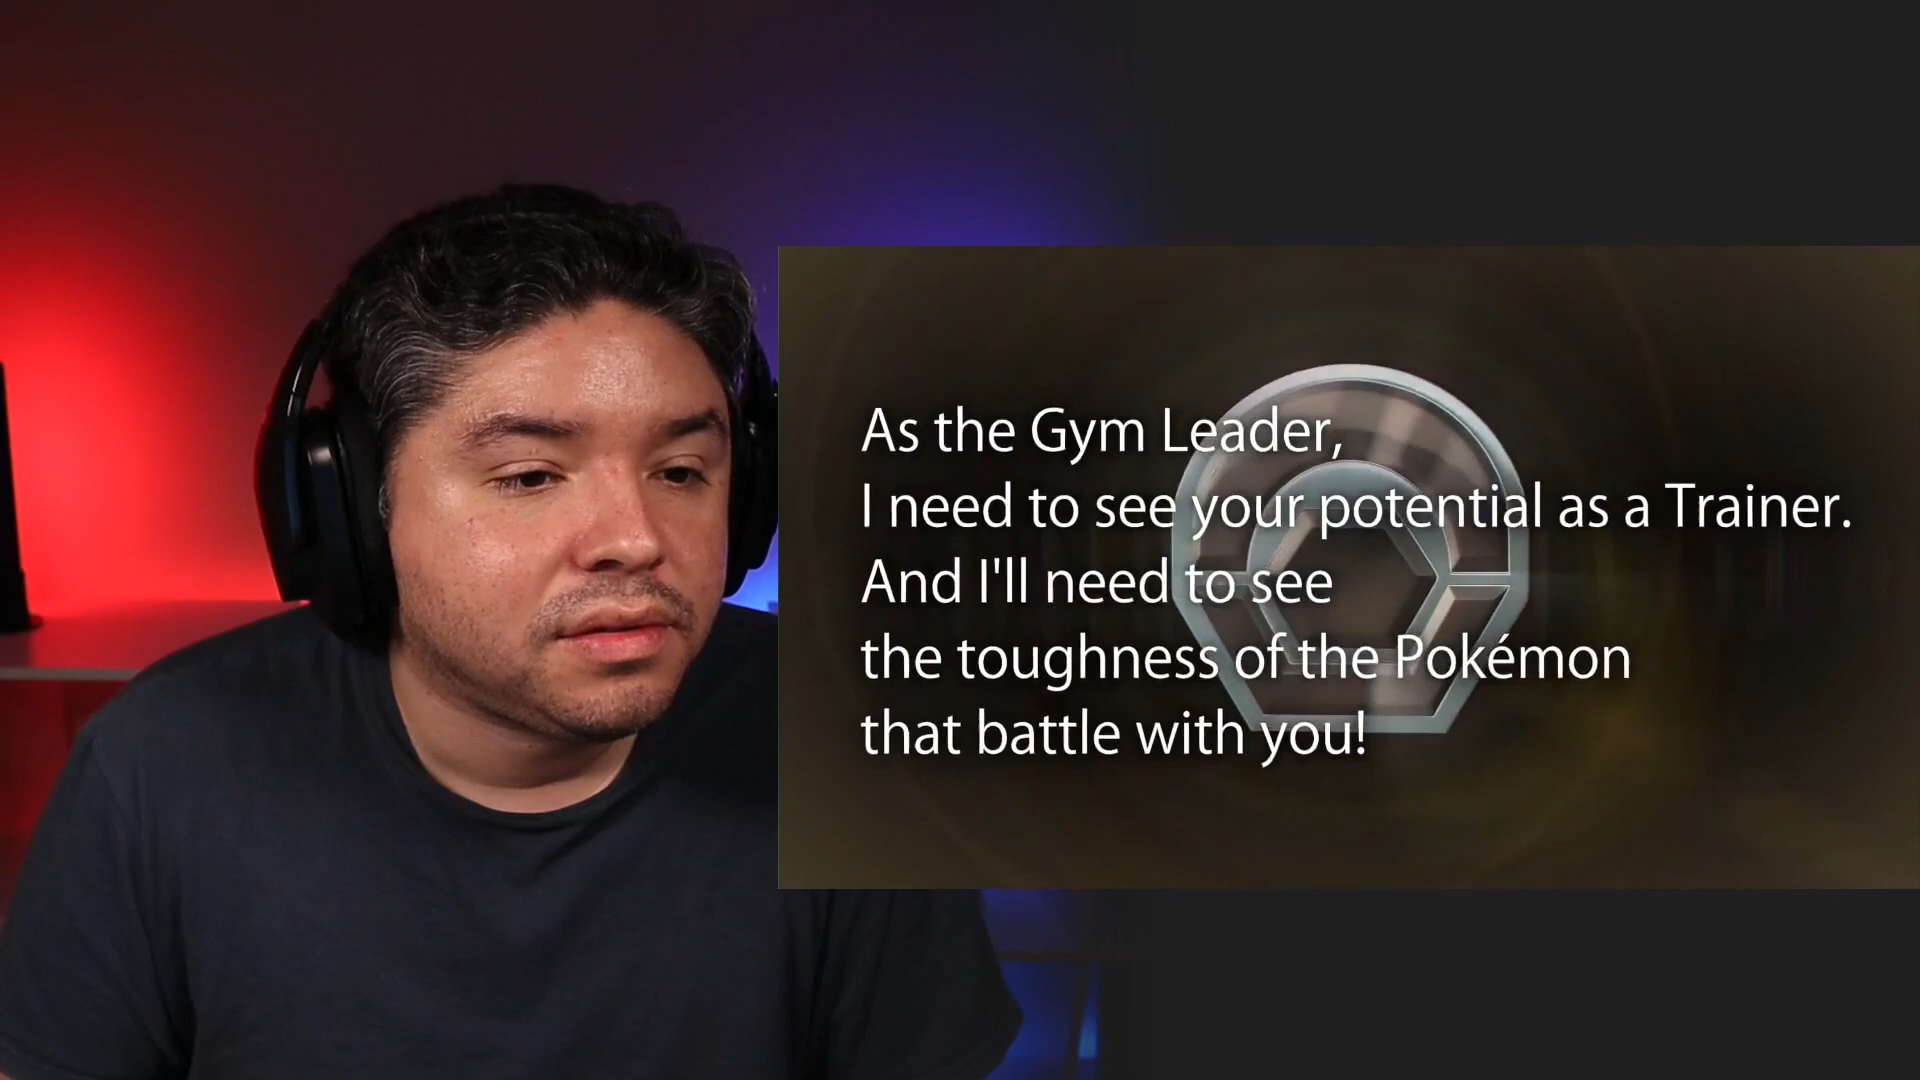 As the Gym Leader,
I need to see your potential as a Trainer.
And I'll need to see
the toughness of the Pokémon
that battle with you!